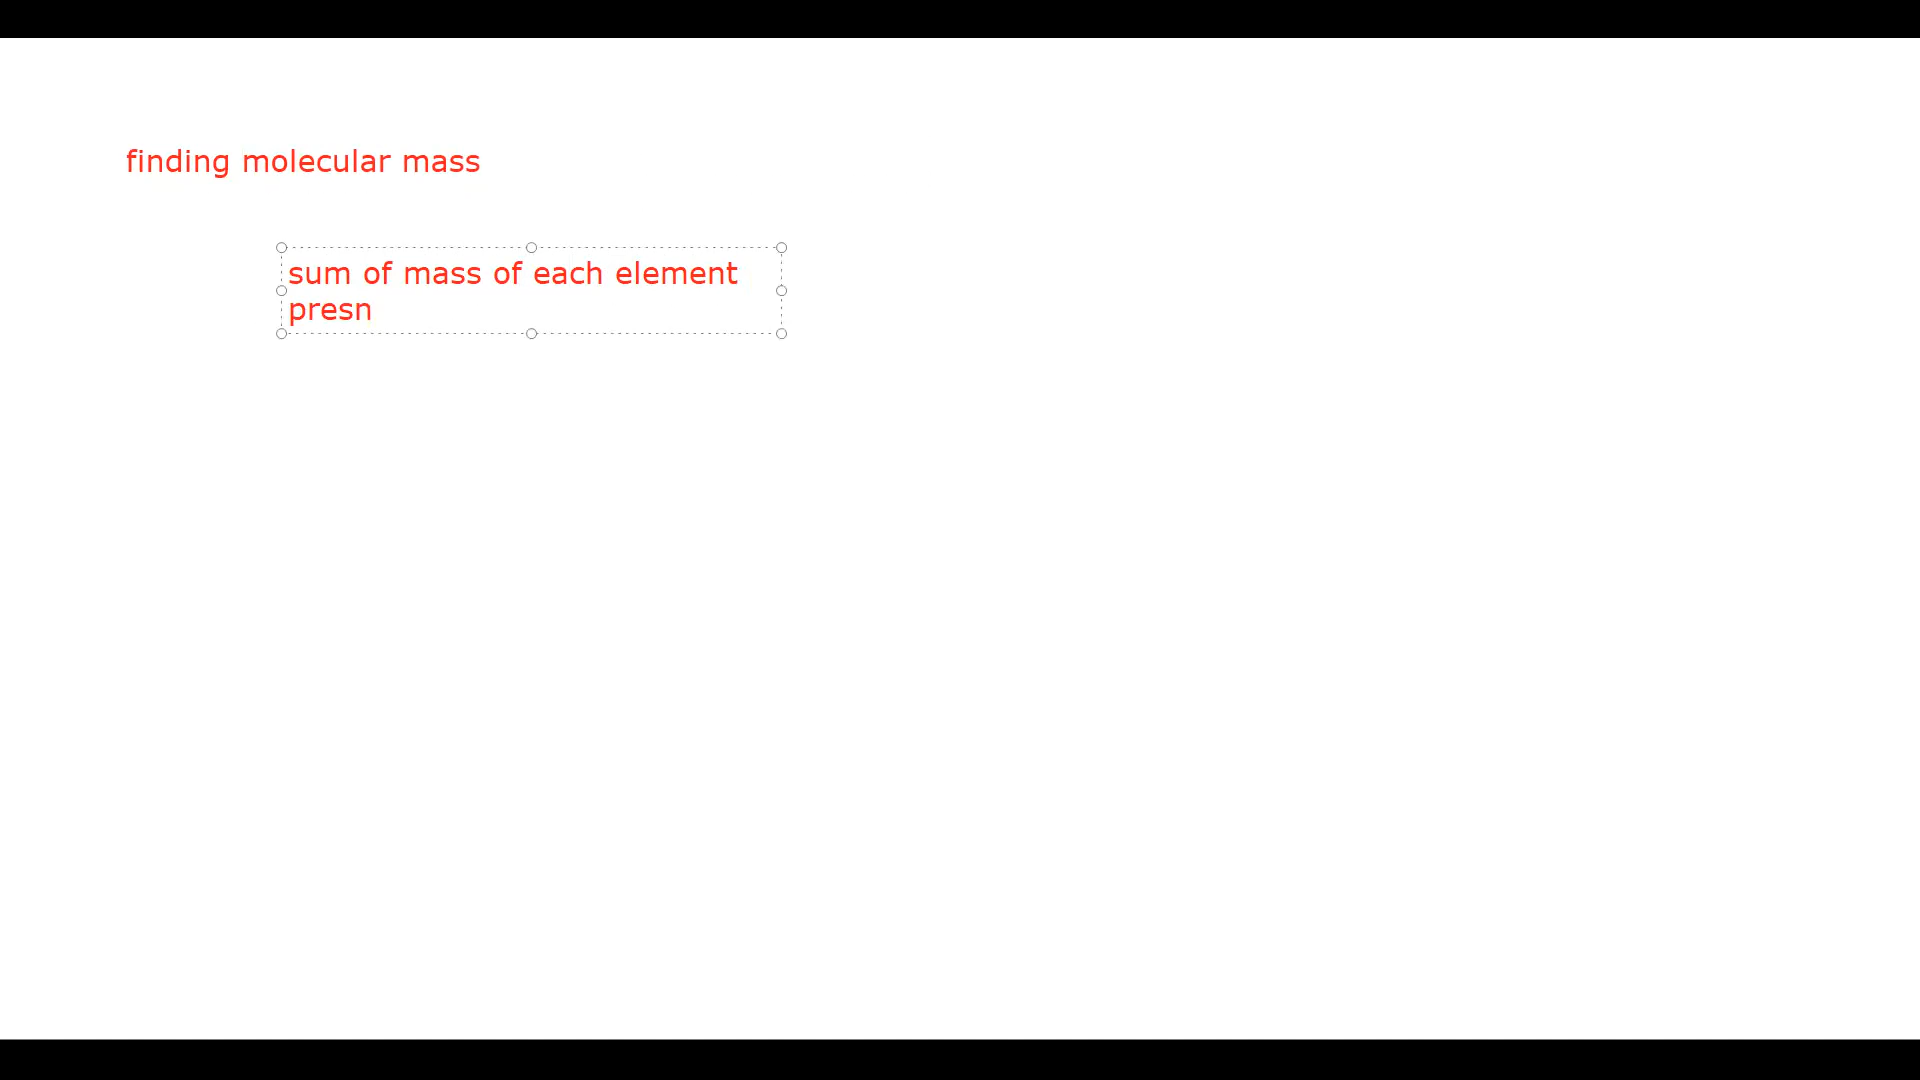 finding molecular mass
sum of mass of each element
presn